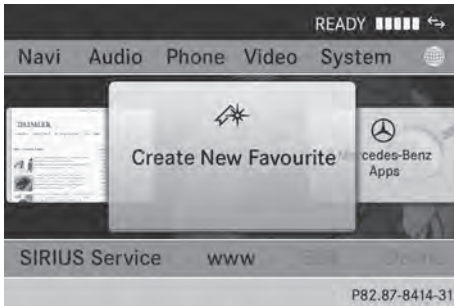 READY
Navi Audio Phone Video System
DAIMLER
Create New Favourite
Mercedes-Benz
Apps
SIRIUS Service www
P82.87-8414-31